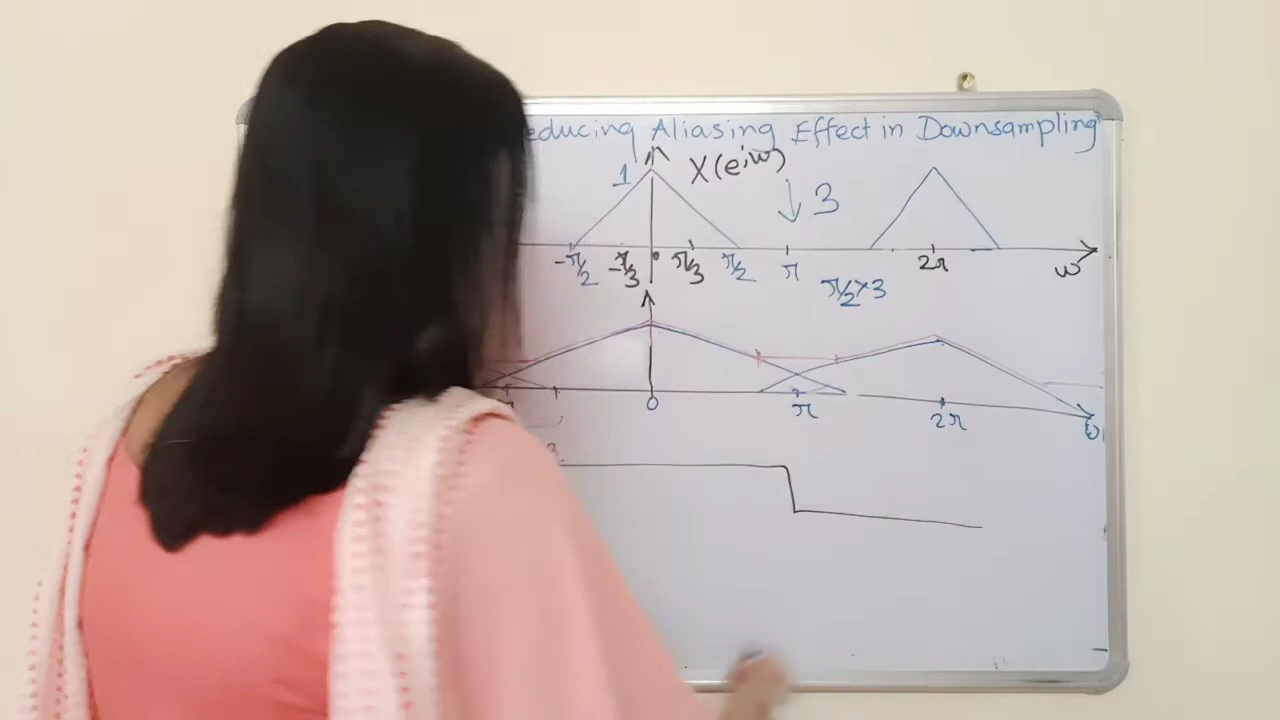 educing Aliasing Effect in Downsampling
1 X(e^jω)
↓ 3
-π/2 -π/3 0 π/3 π/2 π 2π ω
π/2×3
0 π 2π